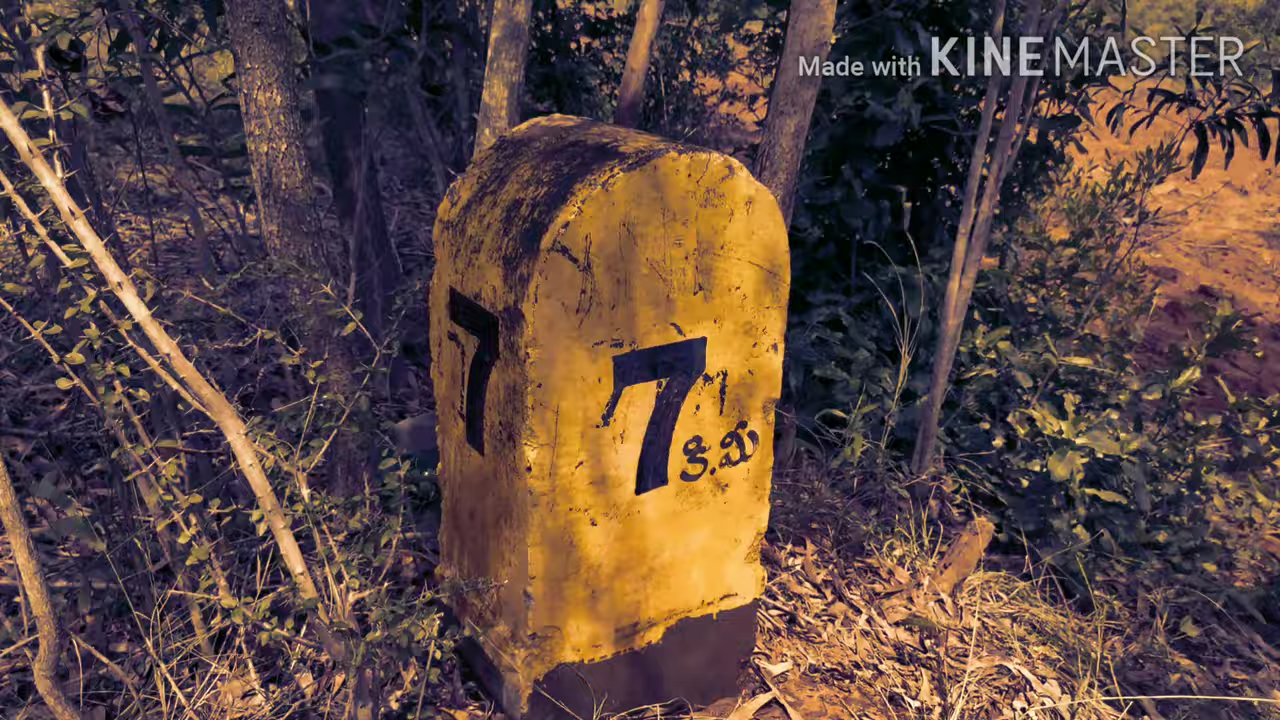 Made with KINEMASTER
7
7
కి.మీ